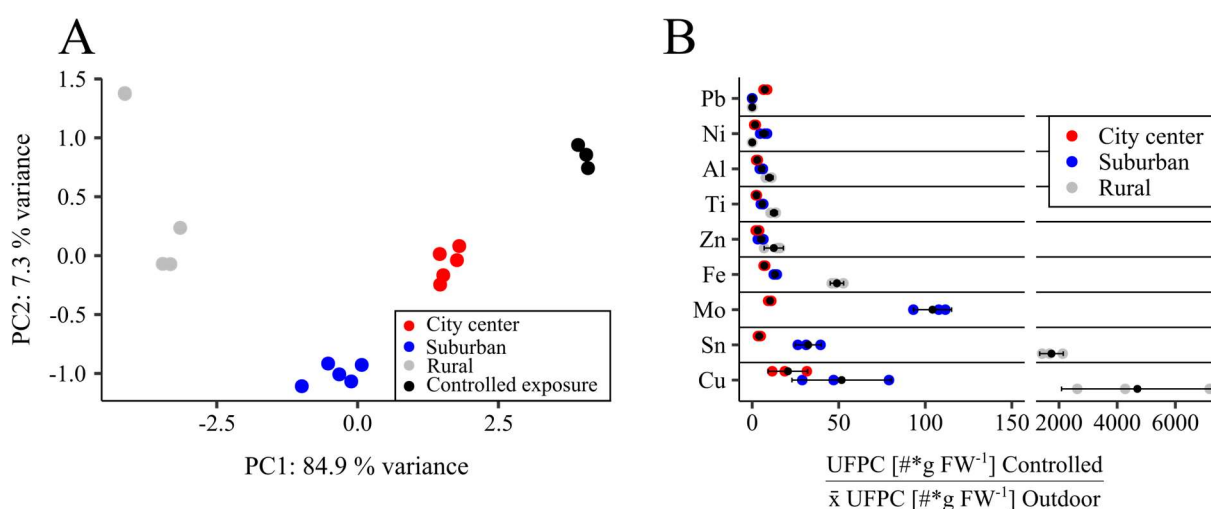 A
1.5
1.0
0.5
0.0
-0.5
-1.0
PC2: 7.3 % variance
-2.5 0.0 2.5
PC1: 84.9 % variance
City center
Suburban
Rural
Controlled exposure
B
Pb
Ni
Al
Ti
Zn
Fe
Mo
Sn
Cu
City center
Suburban
Rural
0 50 100 150 2000 4000 6000
UFPC [#*g FW⁻¹] Controlled
x̄ UFPC [#*g FW⁻¹] Outdoor